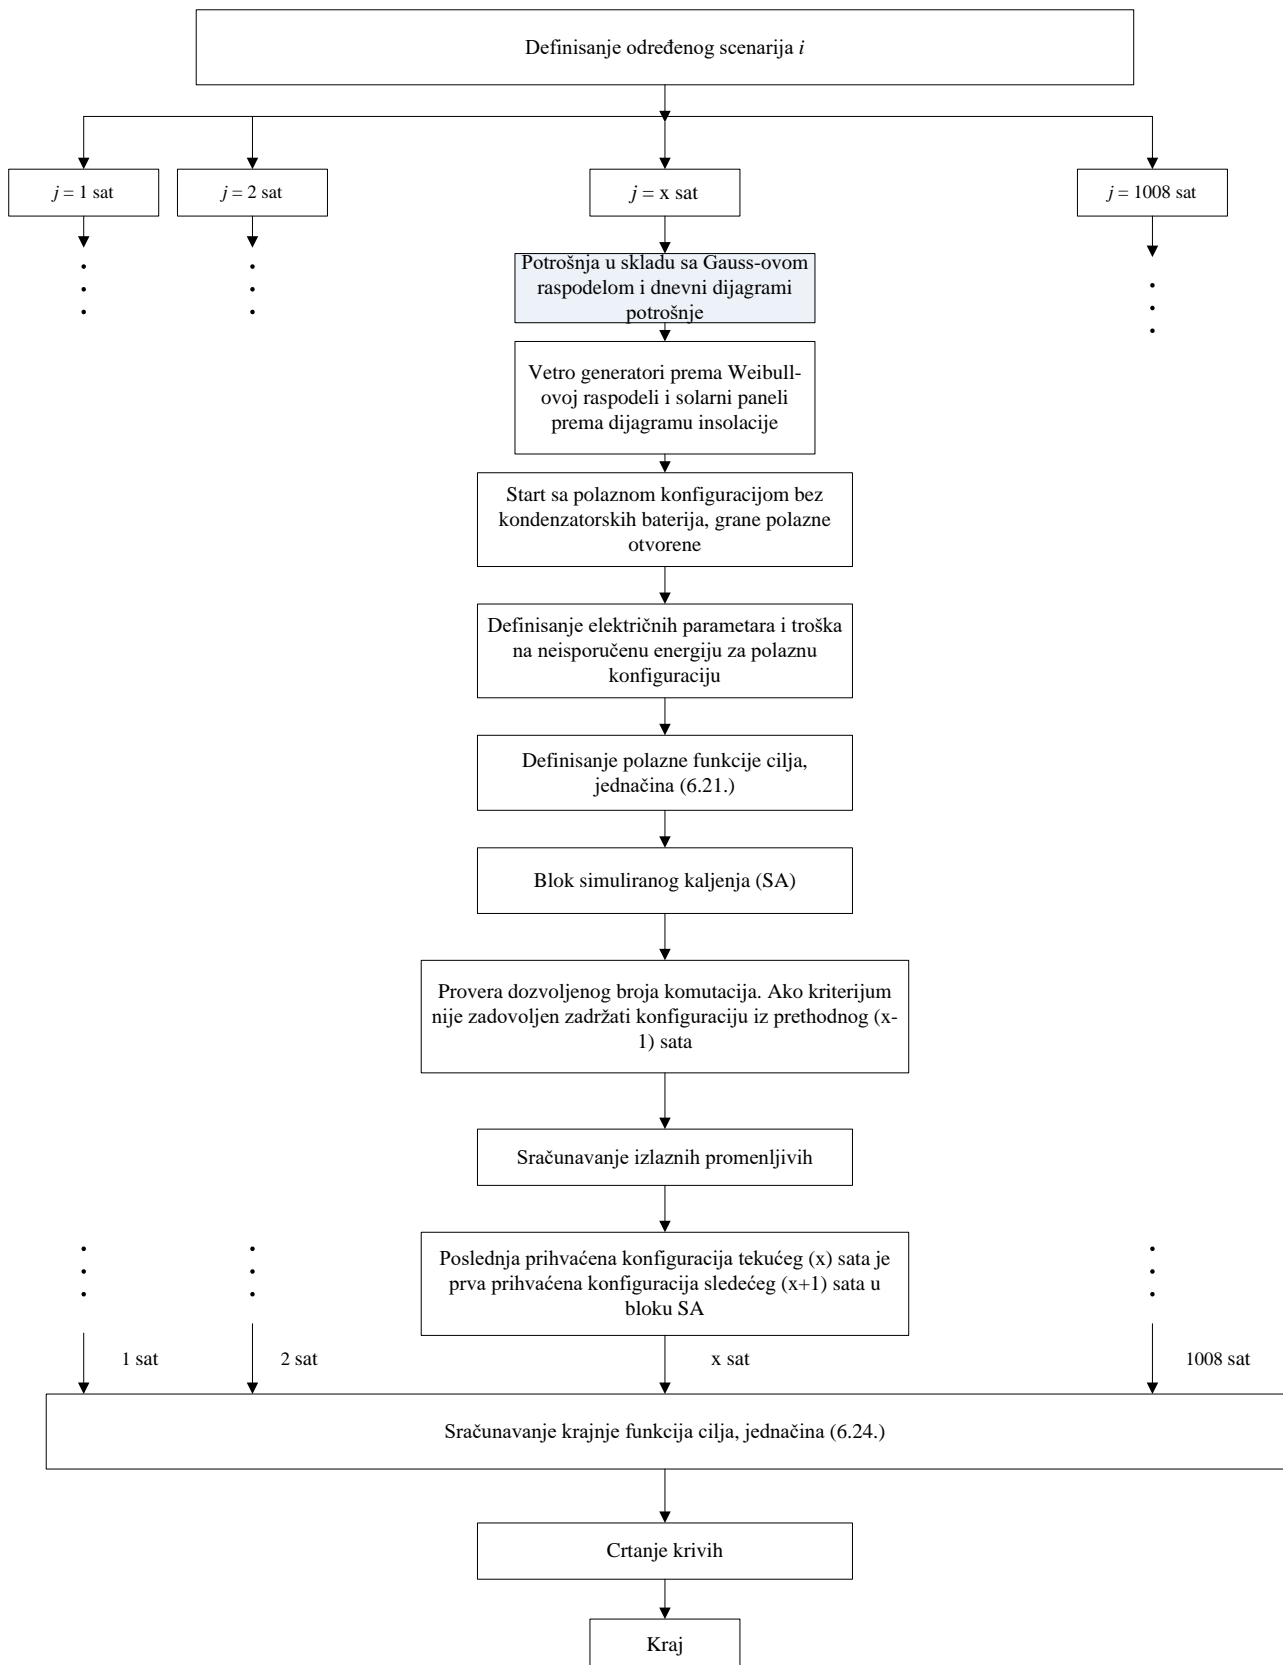 Definisanje određenog scenarija i
j = 1 sat
j = 2 sat
j = x sat
j = 1008 sat
Potrošnja u skladu sa Gauss-ovom
raspodelom i dnevni dijagrami
potrošnje
Vetro generatori prema Weibull-
ovoj raspodeli i solarni paneli
prema dijagramu insolacije
Start sa polaznom konfiguracijom bez
kondenzatorskih baterija, grane polazne
otvorene
Definisanje električnih parametara i troška
na neisporučenu energiju za polaznu
konfiguraciju
Definisanje polazne funkcije cilja,
jednačina (6.21.)
Blok simuliranog kaljenja (SA)
Provera dozvoljenog broja komutacija. Ako kriterijum
nije zadovoljen zadržati konfiguraciju iz prethodnog (x-
1) sata
Sračunavanje izlaznih promenljivih
Poslednja prihvaćena konfiguracija tekućeg (x) sata je
prva prihvaćena konfiguracija sledećeg (x+1) sata u
bloku SA
1 sat
2 sat
x sat
1008 sat
Sračunavanje krajnje funkcija cilja, jednačina (6.24.)
Crtanje krivih
Kraj